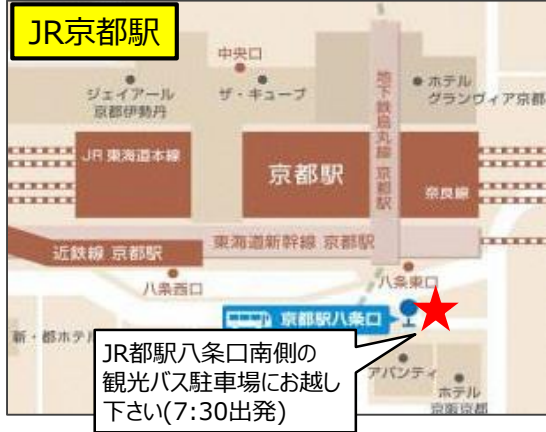 JR京都駅
中央口
ジェイアール
京都伊勢丹
ザ・キューブ
地下鉄烏丸線 京都駅
ホテル
グランヴィア京都
JR 東海道本線
京都駅
奈良線
近鉄線 京都駅
東海道新幹線 京都駅
八条西口
八条東口
京都駅八条口
新・都ホテル
JR都駅八条口南側の
観光バス駐車場にお越し
下さい(7:30出発)
アバンティ
ホテル
京阪京都